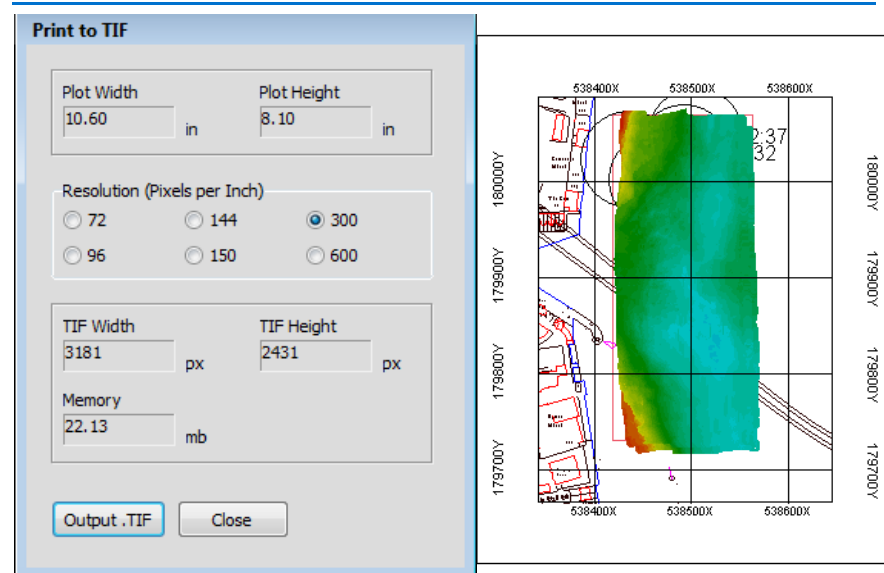 Print to TIF
Plot Width
Plot Height
10.60 in
8.10 in
Resolution (Pixels per Inch)
72
144
300
96
150
600
TIF Width
TIF Height
3181 px
2431 px
Memory
22.13 mb
Output .TIF
Close
538400X 538500X 538600X
180000Y
179900Y
179800Y
179700Y
2:37
32
180000Y
179900Y
179800Y
179700Y
538400X 538500X 538600X